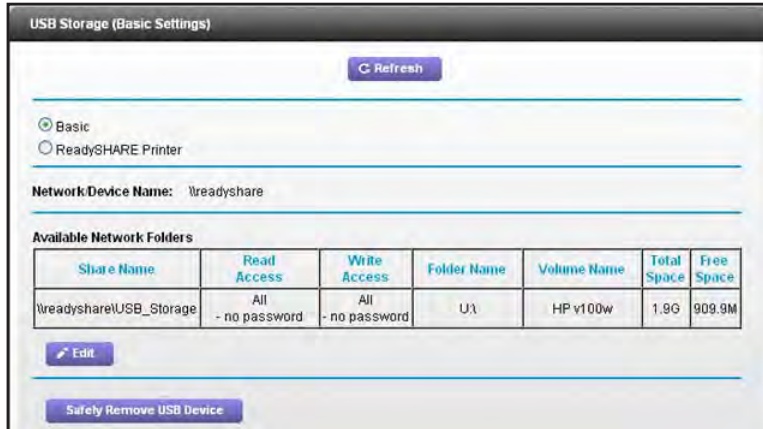 USB Storage (Basic Settings)
Refresh
Basic
ReadySHARE Printer
Network/Device Name: \\readyshare
Available Network Folders
Share Name Read Access Write Access Folder Name Volume Name Total Space Free Space
\\readyshare\USB_Storage All - no password All - no password U:\ HP v100w 1.9G 909.9M
Edit
Safely Remove USB Device